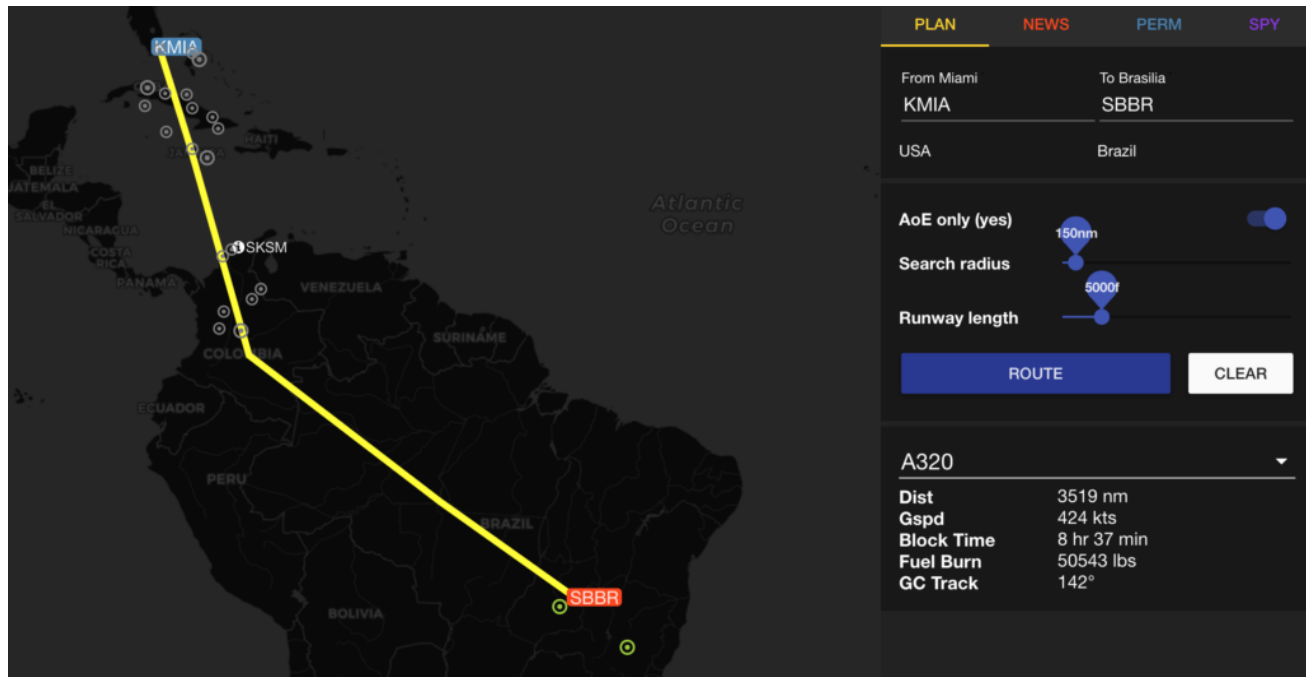 KMIA
HAITI
JAMAICA
BELIZE
GUATEMALA
EL
SALVADOR
NICARAGUA
COSTA
RICA
PANAMA
SKSM
Atlantic
Ocean
VENEZUELA
SURINAME
COLOMBIA
ECUADOR
PERU
BRAZIL
SBBR
BOLIVIA
PLAN NEWS PERM SPY
From Miami To Brasilia
KMIA SBBR
USA Brazil
AoE only (yes)
150nm
Search radius
5000f
Runway length
ROUTE CLEAR
A320
Dist 3519 nm
Gspd 424 kts
Block Time 8 hr 37 min
Fuel Burn 50543 lbs
GC Track 142°